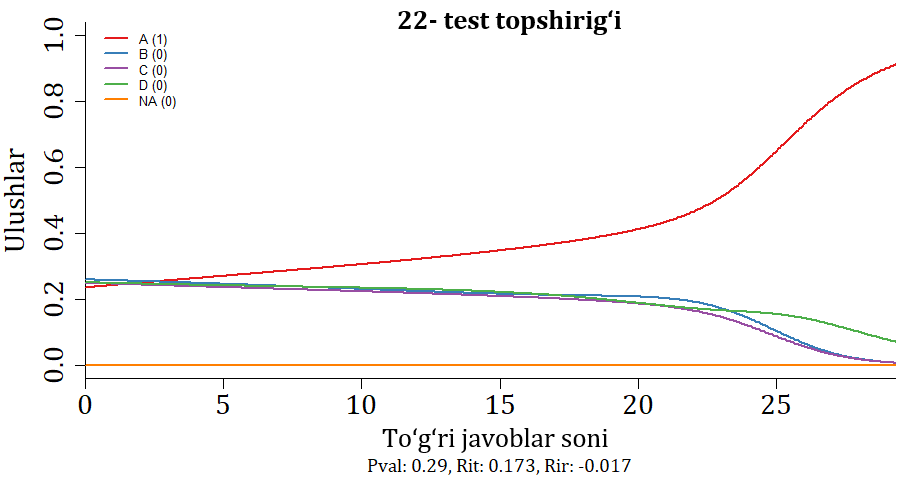 22- test topshirig‘i
A (1)
B (0)
C (0)
D (0)
NA (0)
Ulushlar
1.0
0.8
0.6
0.4
0.2
0.0
0 5 10 15 20 25
To‘g‘ri javoblar soni
Pval: 0.29, Rit: 0.173, Rir: -0.017